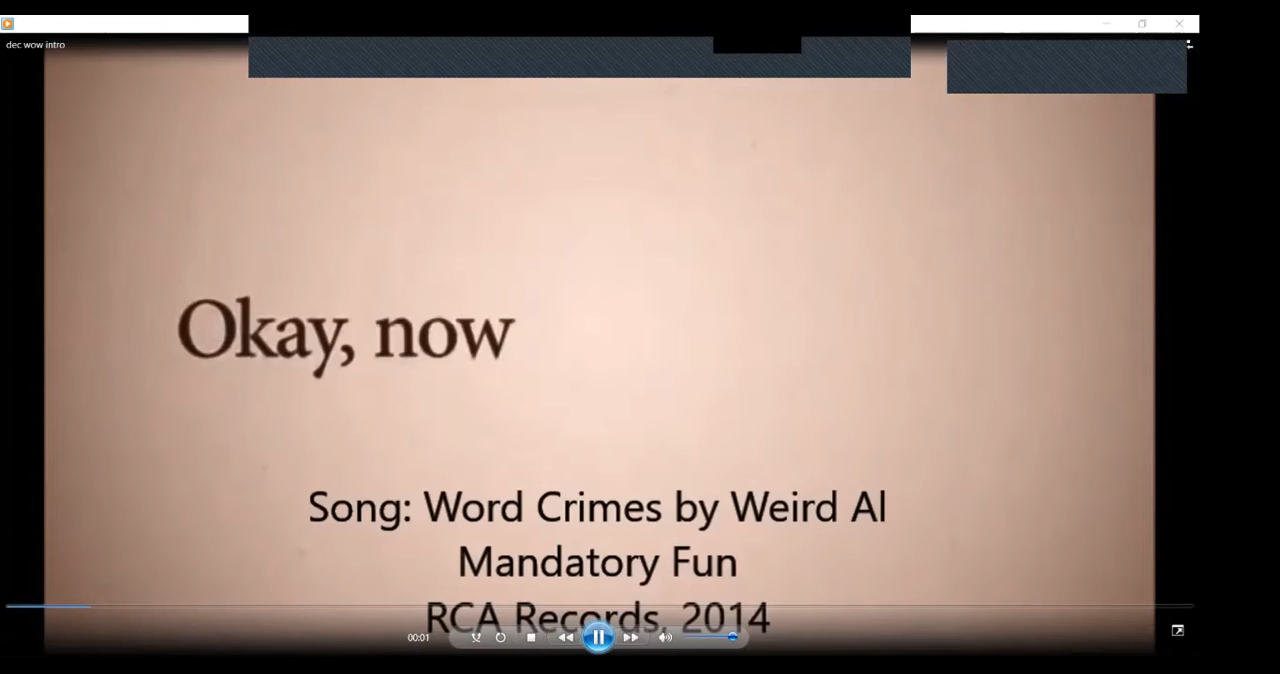 dec wow intro
Okay, now
Song: Word Crimes by Weird Al
Mandatory Fun
RCA Records, 2014
00:01